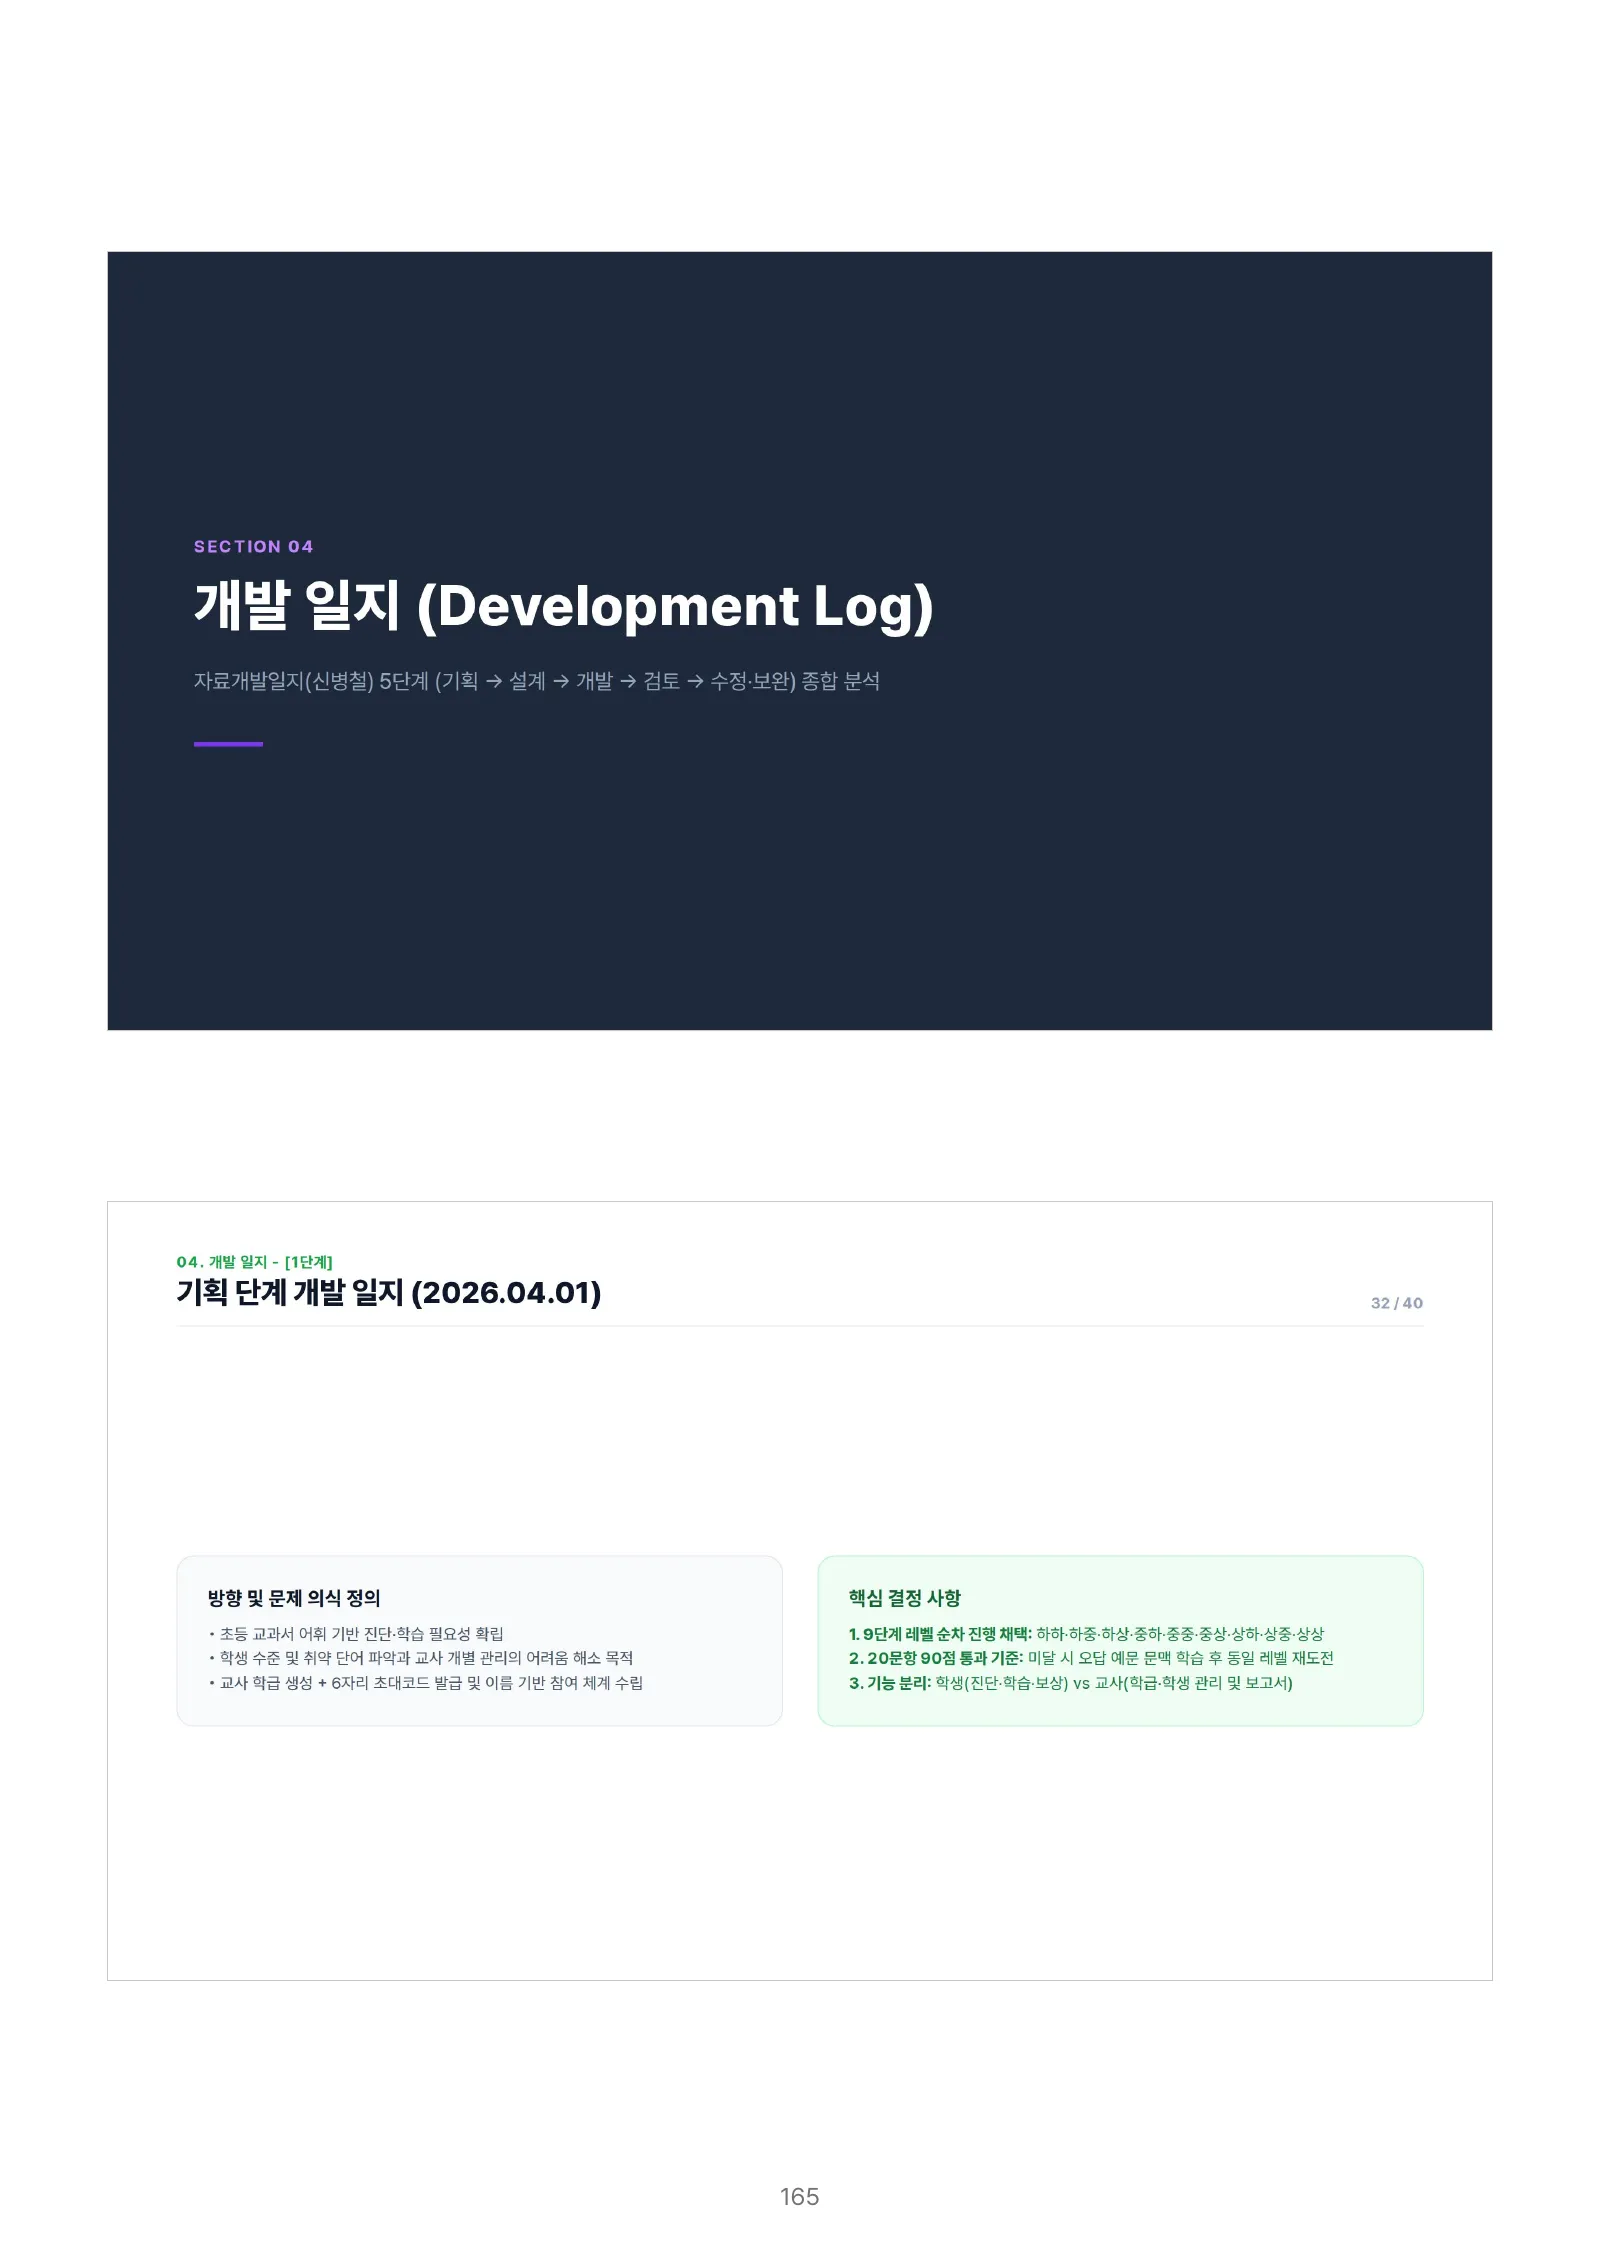 SECTION 04
개발 일지 (Development Log)
자료개발일지(신병철) 5단계 (기획 → 설계 → 개발 → 검토 → 수정·보완) 종합 분석
04. 개발 일지 - [1단계]
기획 단계 개발 일지 (2026.04.01)
32 / 40
방향 및 문제 의식 정의
• 초등 교과서 어휘 기반 진단·학습 필요성 확립
• 학생 수준 및 취약 단어 파악과 교사 개별 관리의 어려움 해소 목적
• 교사 학급 생성 + 6자리 초대코드 발급 및 이름 기반 참여 체계 수립
핵심 결정 사항
1. 9단계 레벨 순차 진행 채택: 하하·하중·하상·중하·중중·중상·상하·상중·상상
2. 20문항 90점 통과 기준: 미달 시 오답 예문 문맥 학습 후 동일 레벨 재도전
3. 기능 분리: 학생(진단·학습·보상) vs 교사(학급·학생 관리 및 보고서)
165